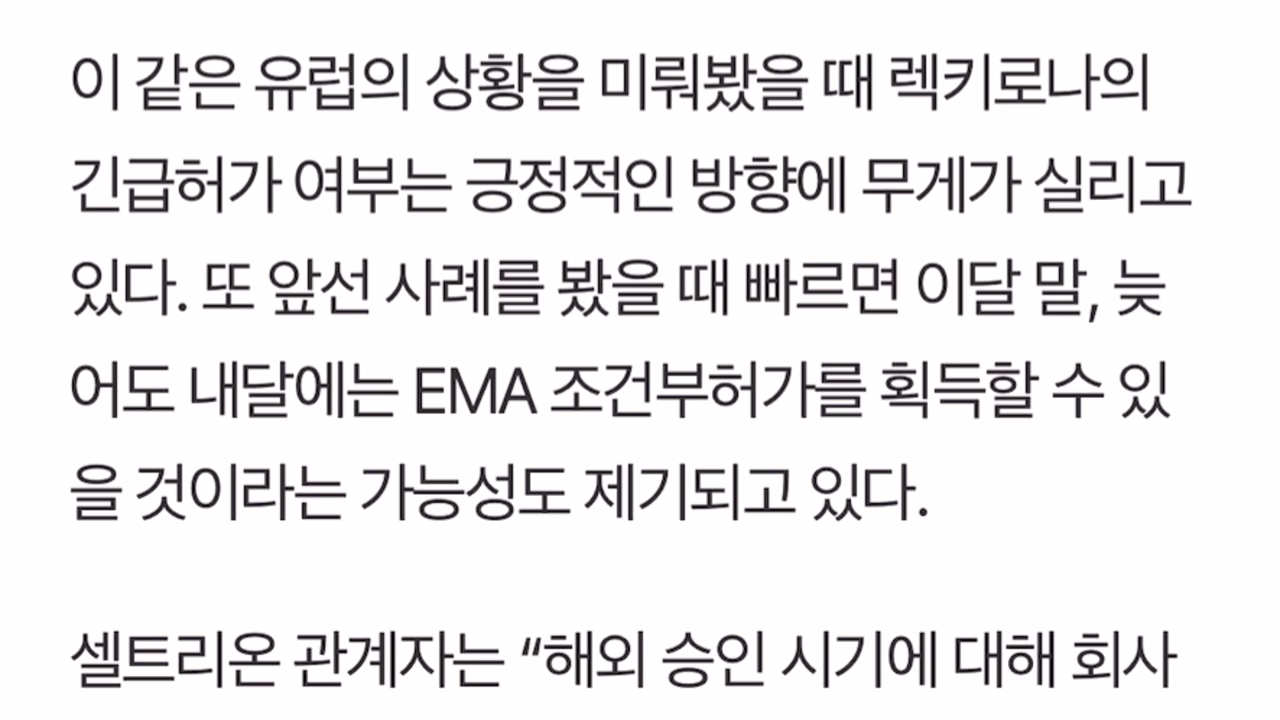 이 같은 유럽의 상황을 미뤄봤을 때 렉키로나의
긴급허가 여부는 긍정적인 방향에 무게가 실리고
있다. 또 앞선 사례를 봤을 때 빠르면 이달 말, 늦
어도 내달에는 EMA 조건부허가를 획득할 수 있
을 것이라는 가능성도 제기되고 있다.
셀트리온 관계자는 “해외 승인 시기에 대해 회사